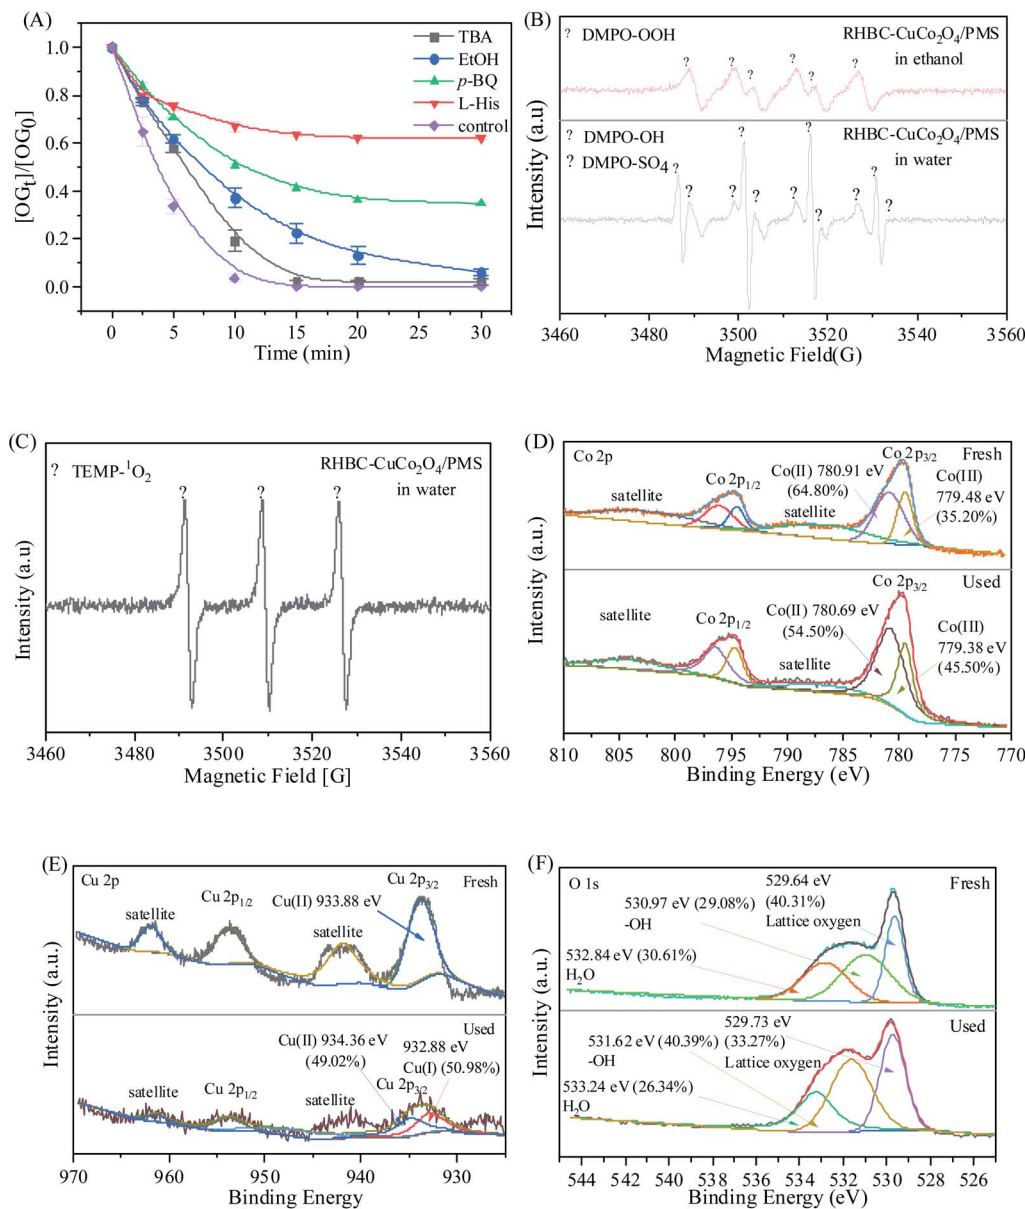 (A)
TBA
EtOH
p-BQ
L-His
control
[OGt]/[OG0]
1.0
0.8
0.6
0.4
0.2
0.0
0 5 10 15 20 25 30
Time (min)
(B)
? DMPO-OOH
RHBC-CuCo₂O₄/PMS
in ethanol
? ? ? ? ? ?
? DMPO-OH
? DMPO-SO₄
RHBC-CuCo₂O₄/PMS
in water
? ? ? ? ? ? ? ? ? ? ?
Intensity (a.u)
3460 3480 3500 3520 3540 3560
Magnetic Field(G)
(C)
? TEMP-¹O₂
RHBC-CuCo₂O₄/PMS
in water
? ? ?
Intensity (a.u)
3460 3480 3500 3520 3540 3560
Magnetic Field [G]
(D)
Co 2p
Fresh
satellite
Co 2p1/2
Co(II) 780.91 eV
(64.80%)
satellite
Co 2p3/2
Co(III)
779.48 eV
(35.20%)
Used
satellite
Co 2p1/2
Co(II) 780.69 eV
(54.50%)
satellite
Co 2p3/2
Co(III)
779.38 eV
(45.50%)
Intensity (a.u.)
810 805 800 795 790 785 780 775 770
Binding Energy (eV)
(E)
Cu 2p
Fresh
satellite
Cu 2p1/2
Cu(II) 933.88 eV
satellite
Cu 2p3/2
Used
Cu(II) 934.36 eV
(49.02%)
932.88 eV
Cu(I) (50.98%)
satellite
Cu 2p1/2
satellite
Cu 2p3/2
Intensity (a.u.)
970 960 950 940 930
Binding Energy
(F)
O 1s
Fresh
529.64 eV
(40.31%)
Lattice oxygen
530.97 eV (29.08%)
-OH
532.84 eV (30.61%)
H₂O
Used
529.73 eV
(33.27%)
Lattice oxygen
531.62 eV (40.39%)
-OH
533.24 eV (26.34%)
H₂O
Intensity (a.u.)
544 542 540 538 536 534 532 530 528 526
(eV)